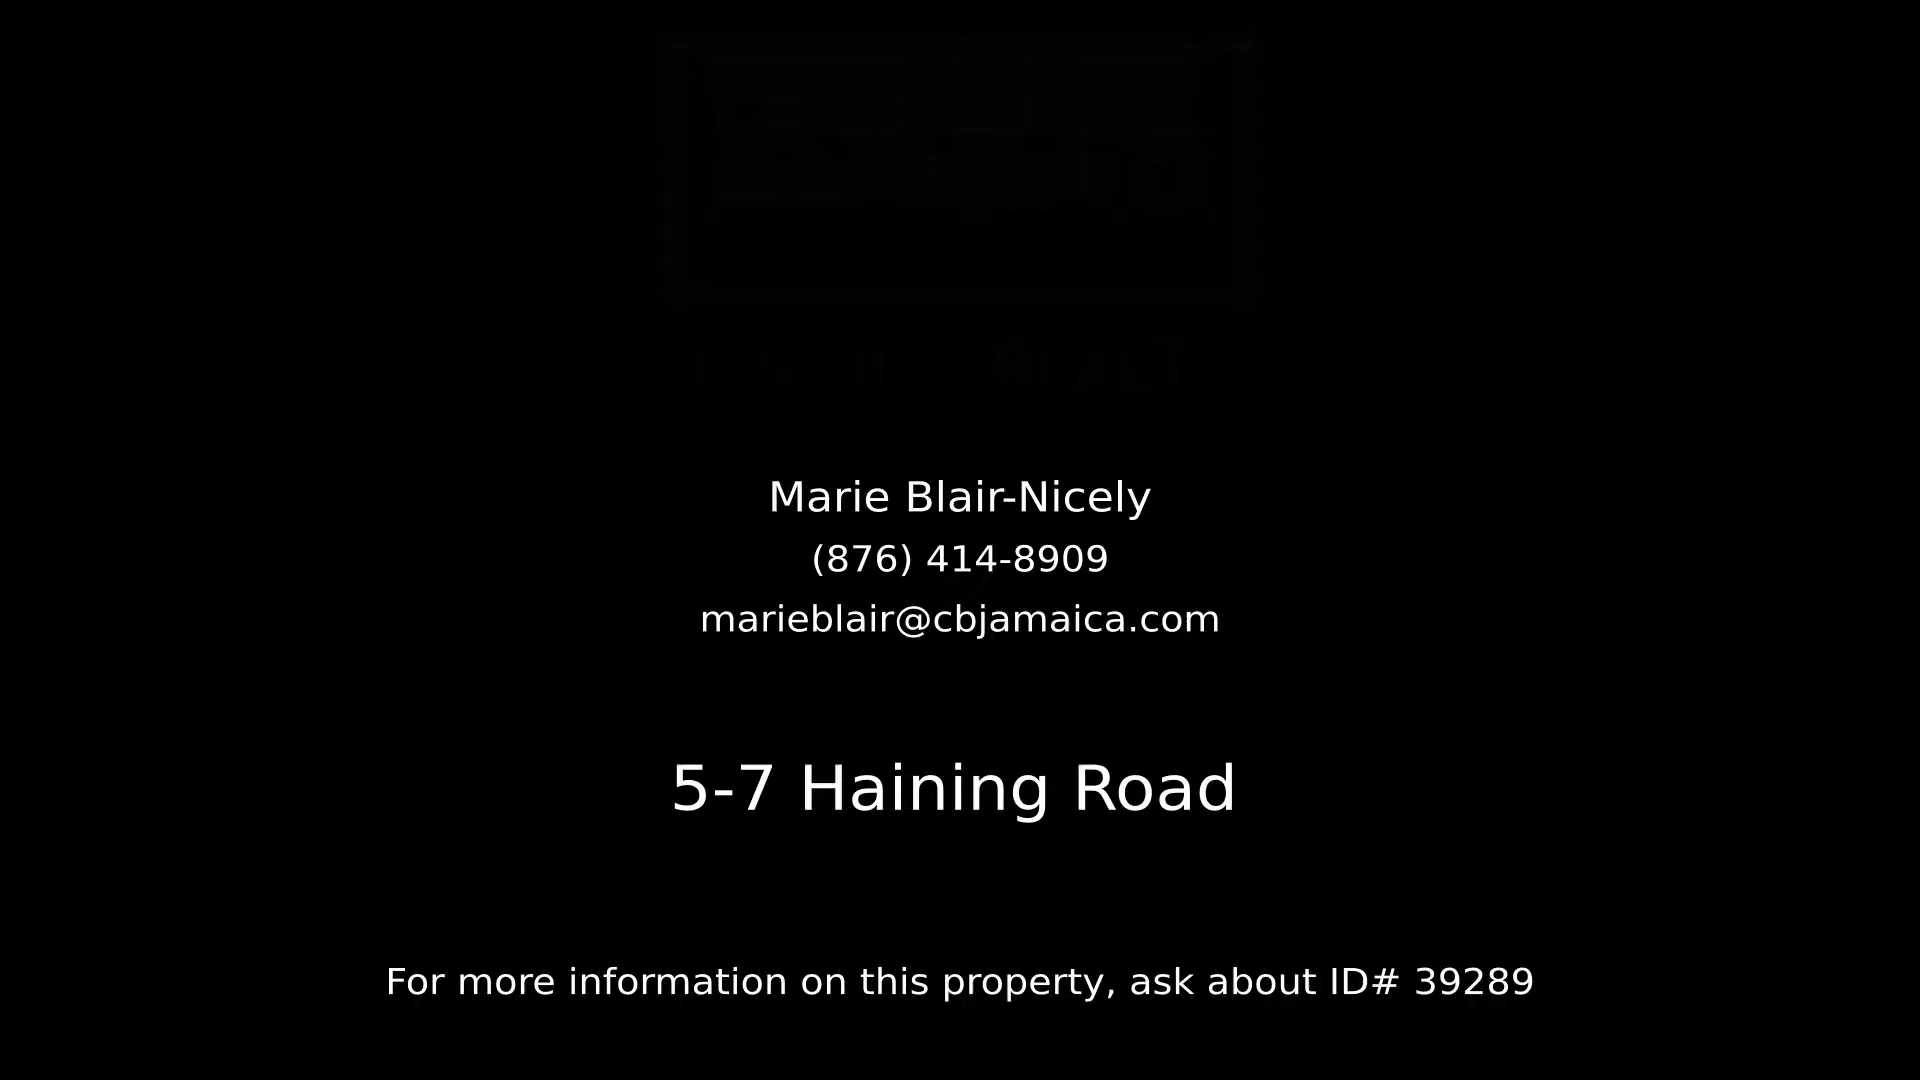 Marie Blair-Nicely
(876) 414-8909
marieblair@cbjamaica.com
5-7 Haining Road
For more information on this property, ask about ID# 39289